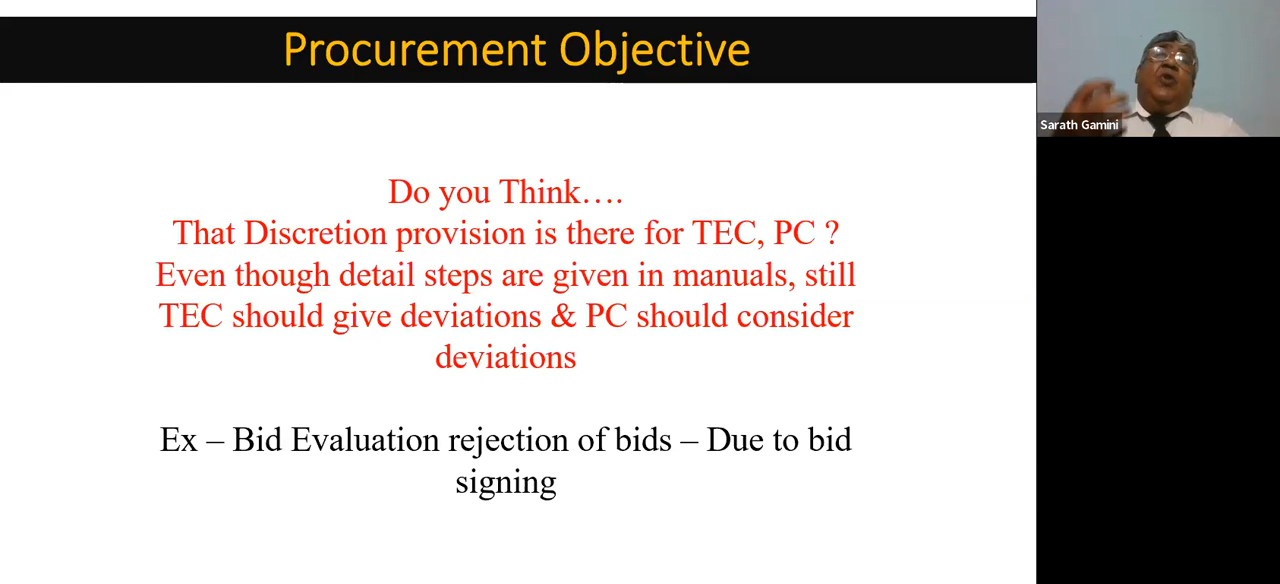 Procurement Objective
Sarath Gamini
Do you Think….
That Discretion provision is there for TEC, PC ?
Even though detail steps are given in manuals, still
TEC should give deviations & PC should consider
deviations
Ex – Bid Evaluation rejection of bids – Due to bid
signing